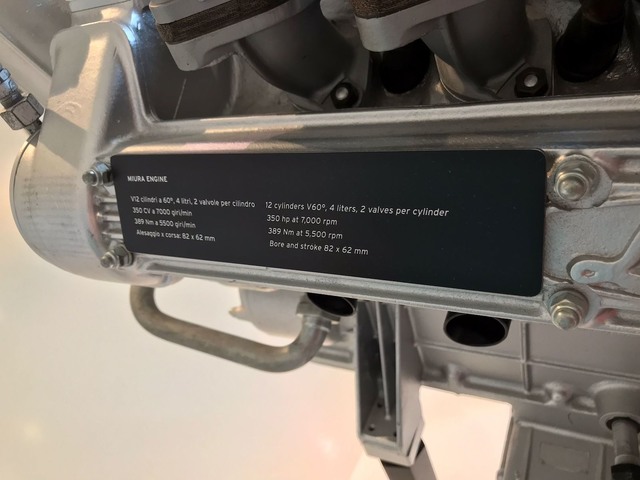 MIURA ENGINE
V12 cilindri a 60°, 4 litri, 2 valvole per cilindro
350 CV a 7000 giri/min
389 Nm a 5500 giri/min
Alesaggio x corsa: 82 x 62 mm
12 cylinders V60°, 4 liters, 2 valves per cylinder
350 hp at 7,000 rpm
389 Nm at 5,500 rpm
Bore and stroke 82 x 62 mm